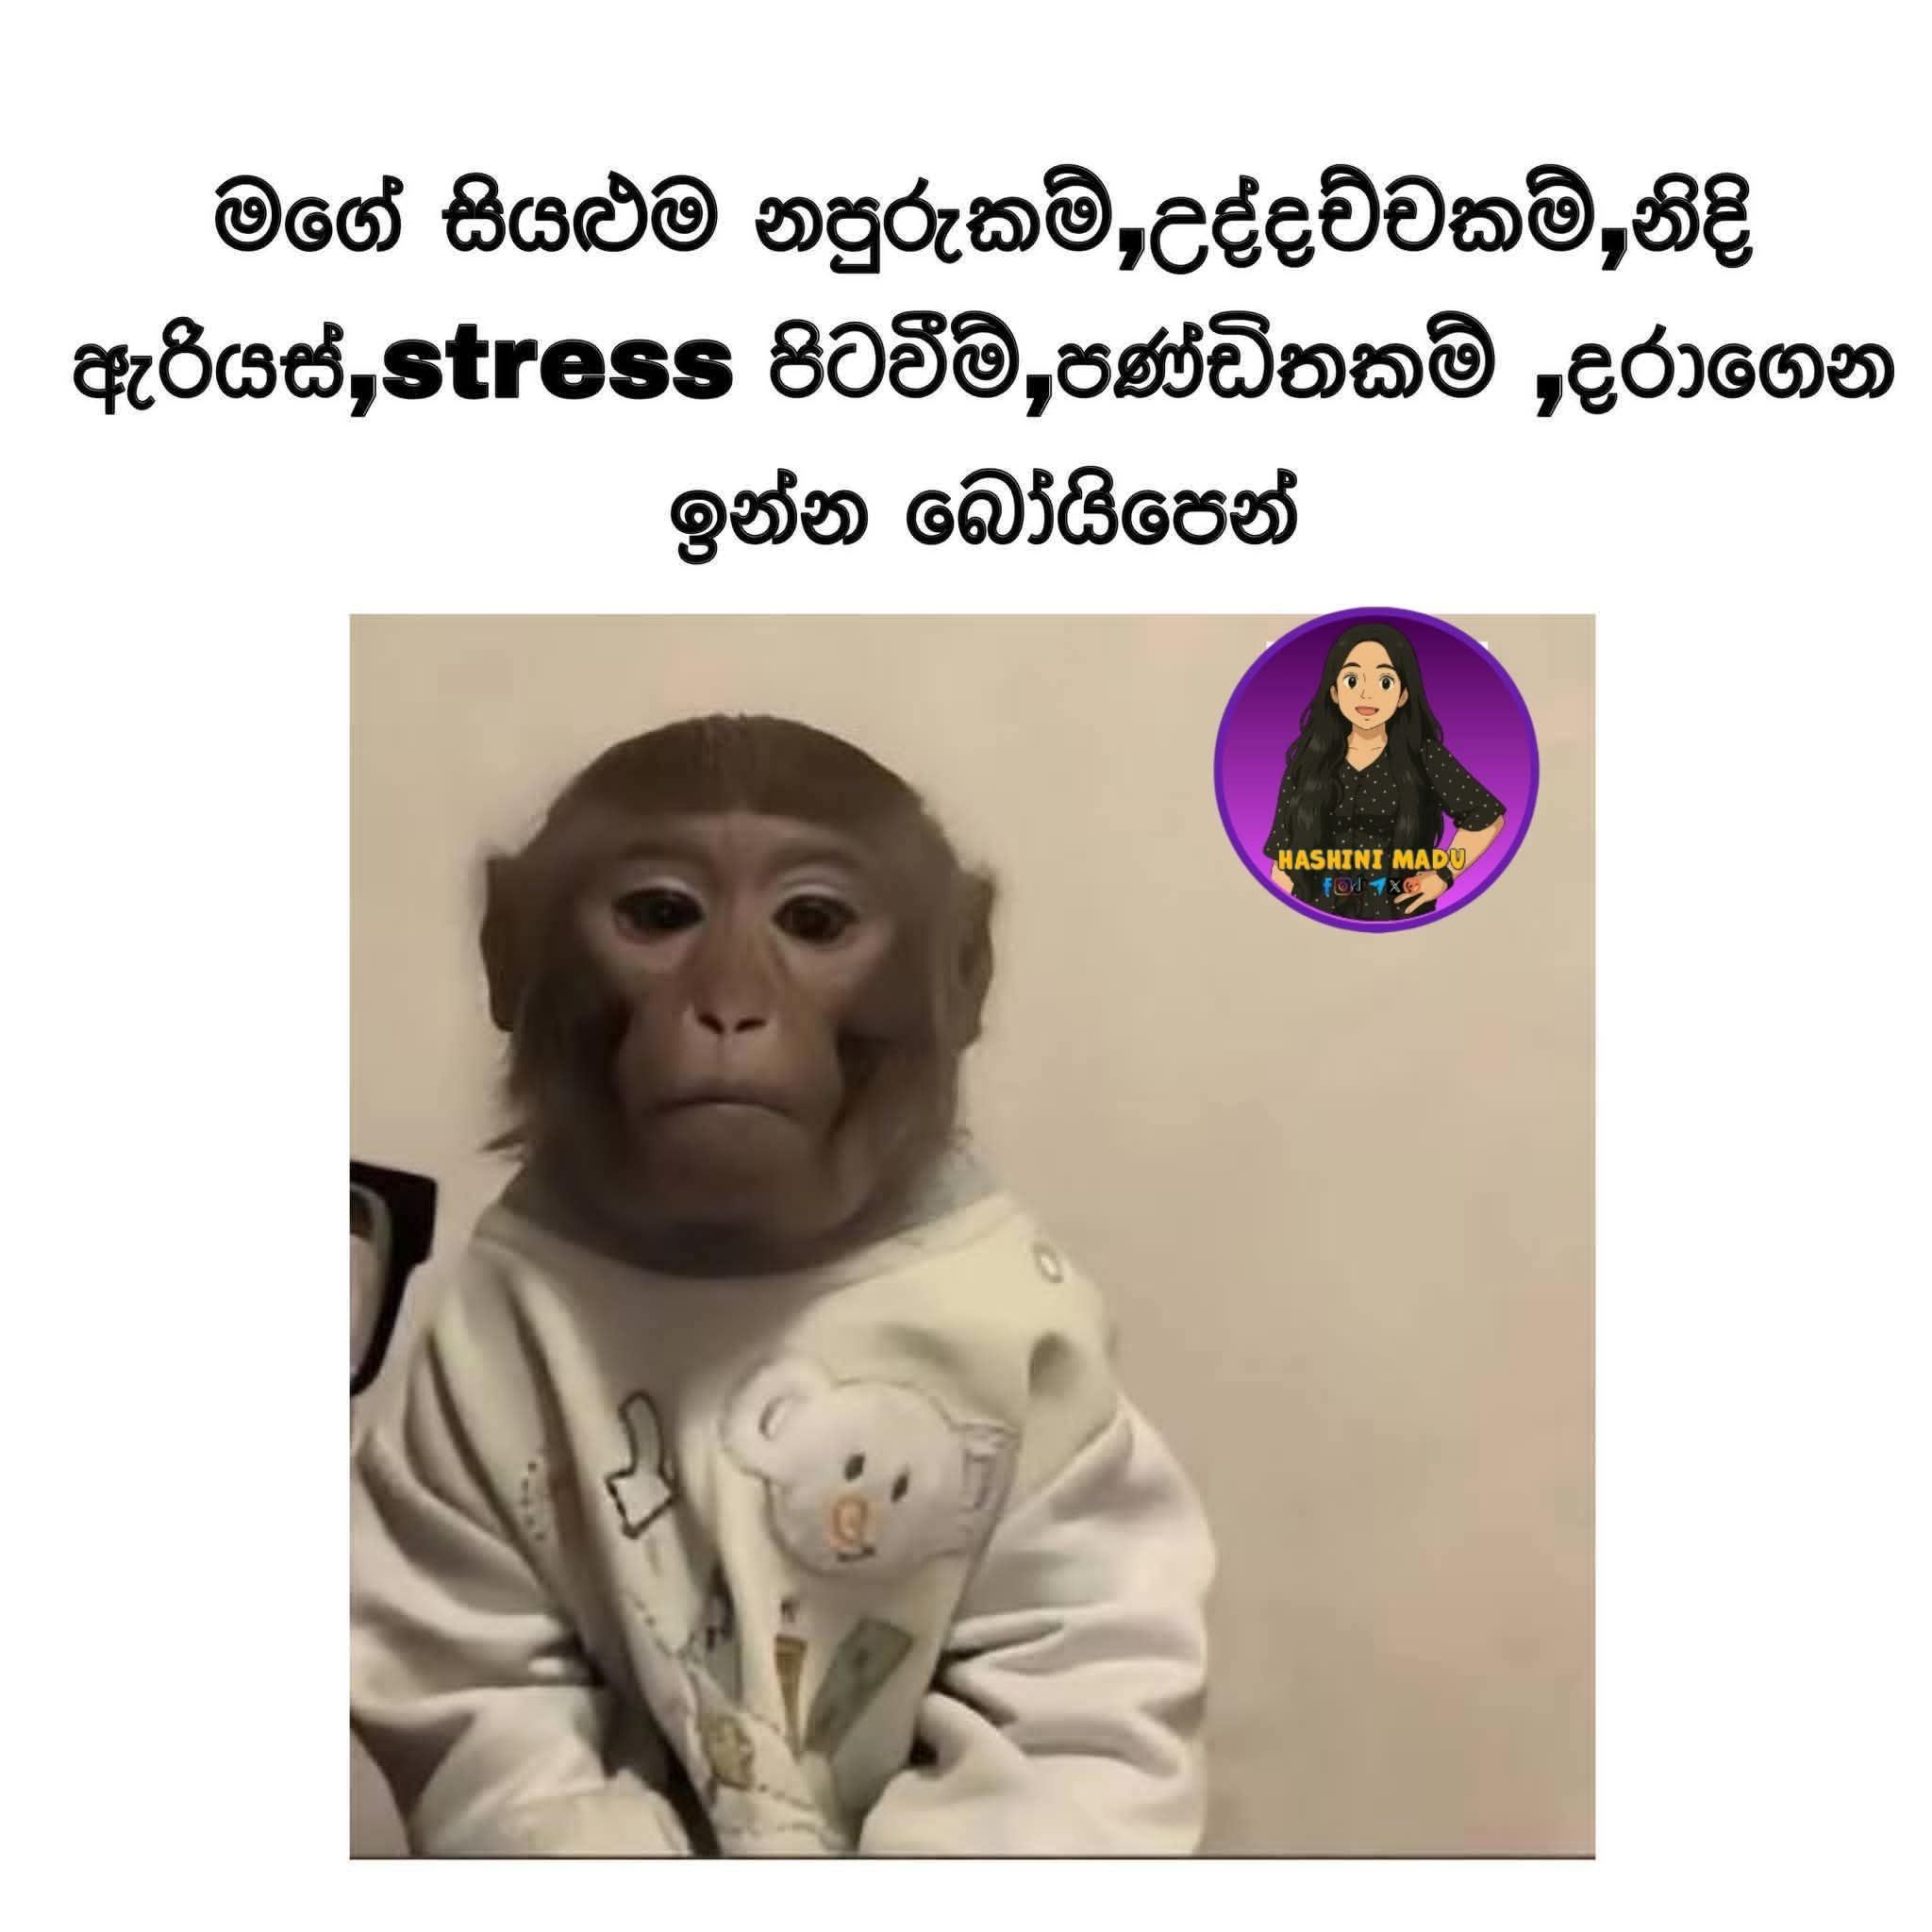 මගේ සියළුම නපුරුකම්,උද්දච්චකම්,නිදි
ඇරියස්,stress පිටවීම්,පණ්ඩිතකම් ,දරාගෙන
ඉන්න බෝයිපෙන්
HASHINI MADU